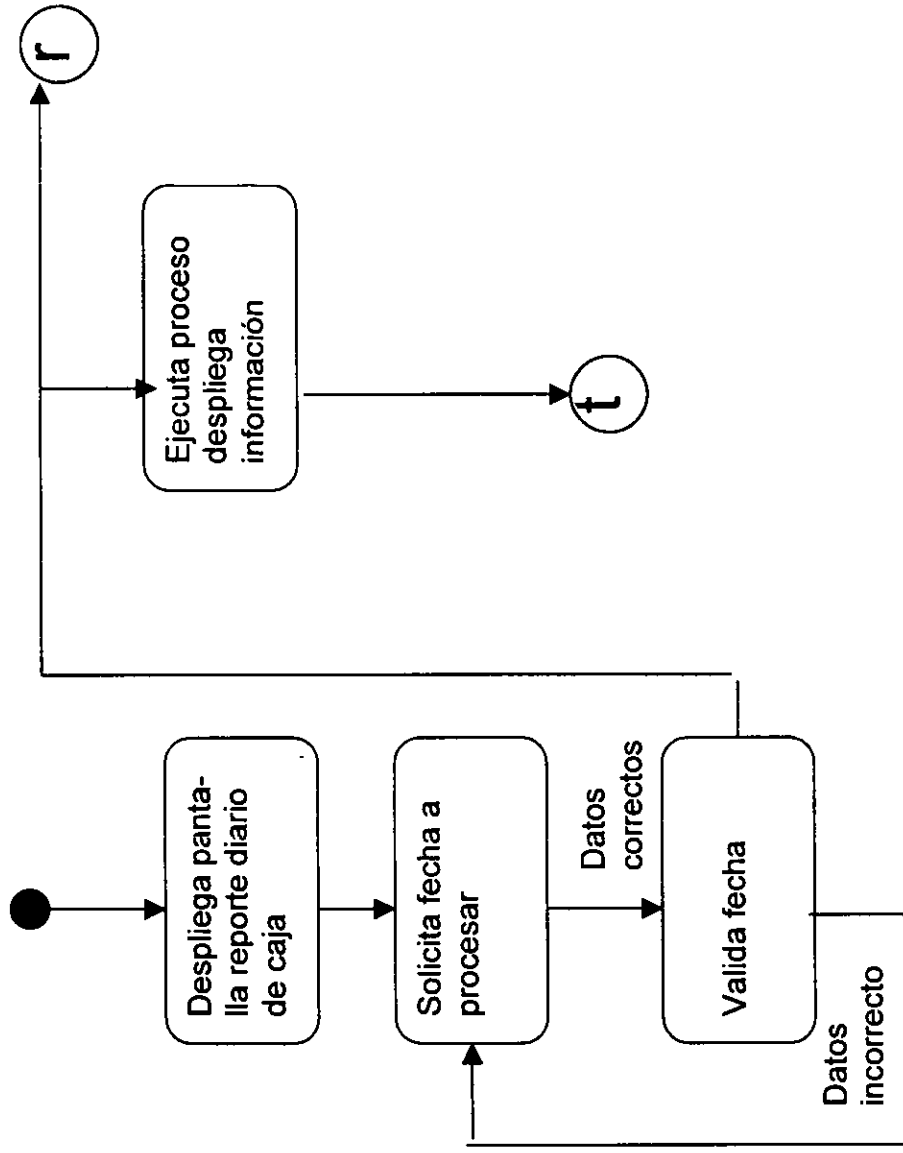 Despliega panta-
lla reporte diario
de caja
Solicita fecha a
procesar
Datos
correctos
Valida fecha
Datos
incorrecto
Ejecuta proceso
despliega
información
r
t